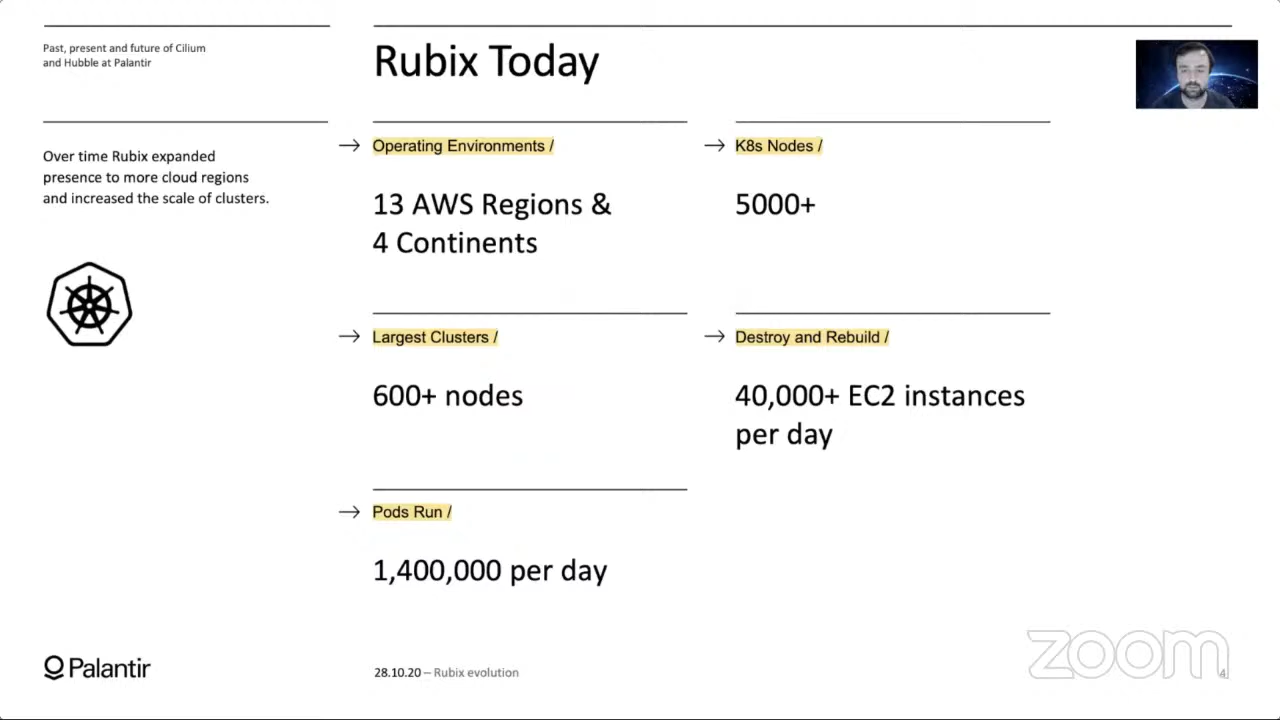 Past, present and future of Cilium
and Hubble at Palantir
Rubix Today
Over time Rubix expanded
presence to more cloud regions
and increased the scale of clusters.
→ Operating Environments /
13 AWS Regions &
4 Continents
→ K8s Nodes /
5000+
→ Largest Clusters /
600+ nodes
→ Destroy and Rebuild /
40,000+ EC2 instances
per day
→ Pods Run /
1,400,000 per day
Palantir
28.10.20 – Rubix evolution
zoom
4